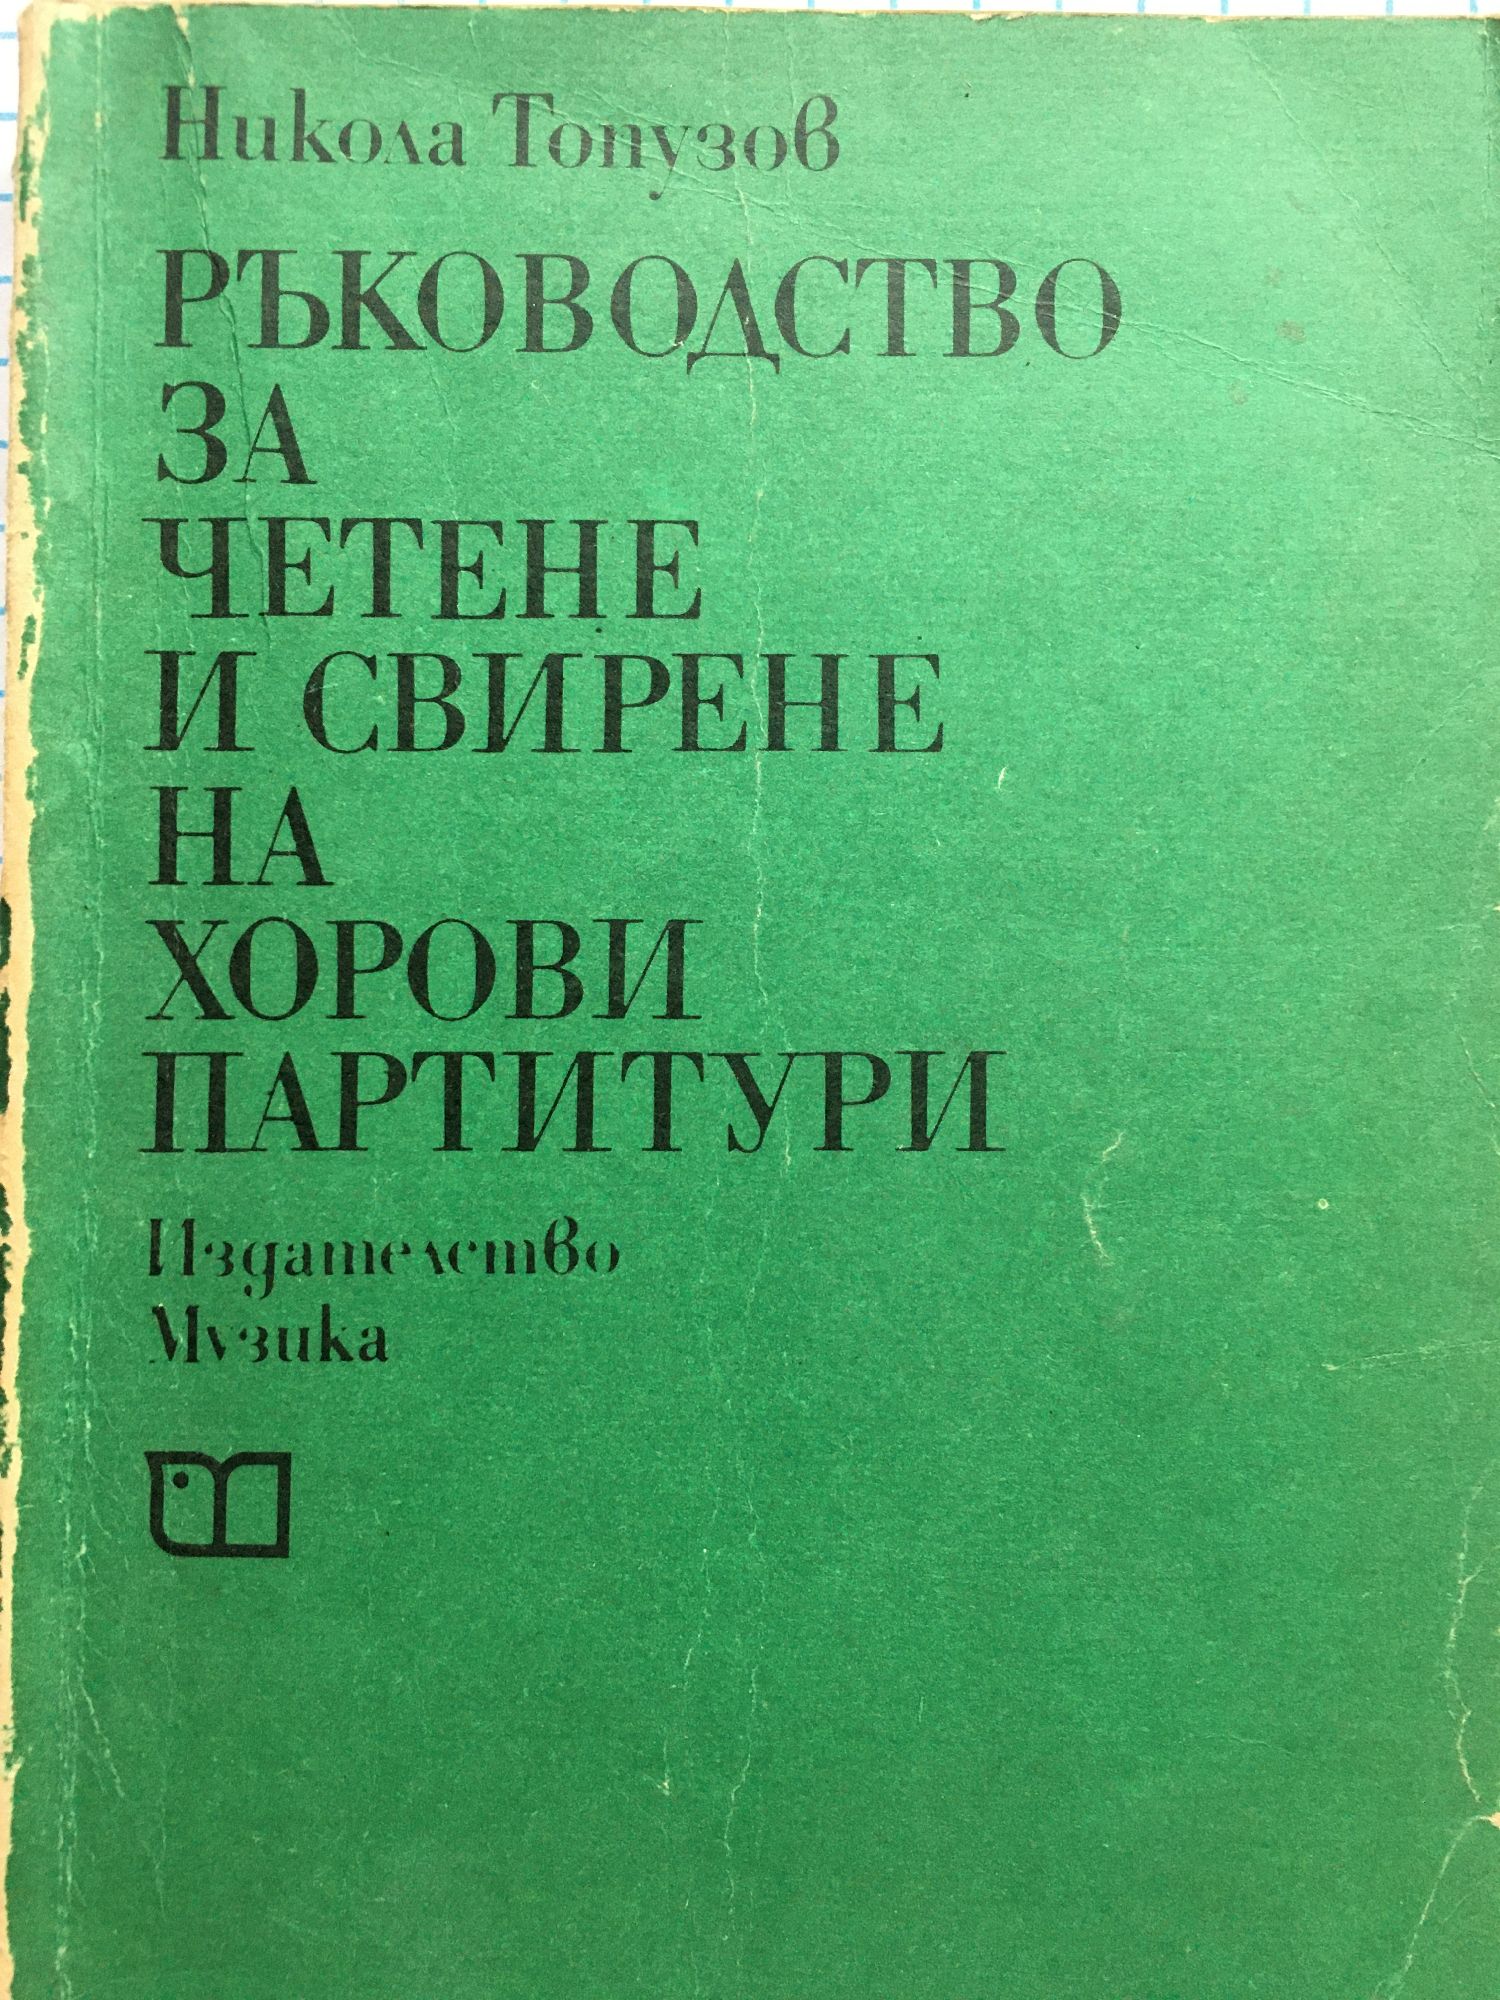 Никола Топузов
РЪКОВОДСТВО
ЗА
ЧЕТЕНЕ
И СВИРЕНЕ
НА
ХОРОВИ
ПАРТИТУРИ
Издателство
Музика